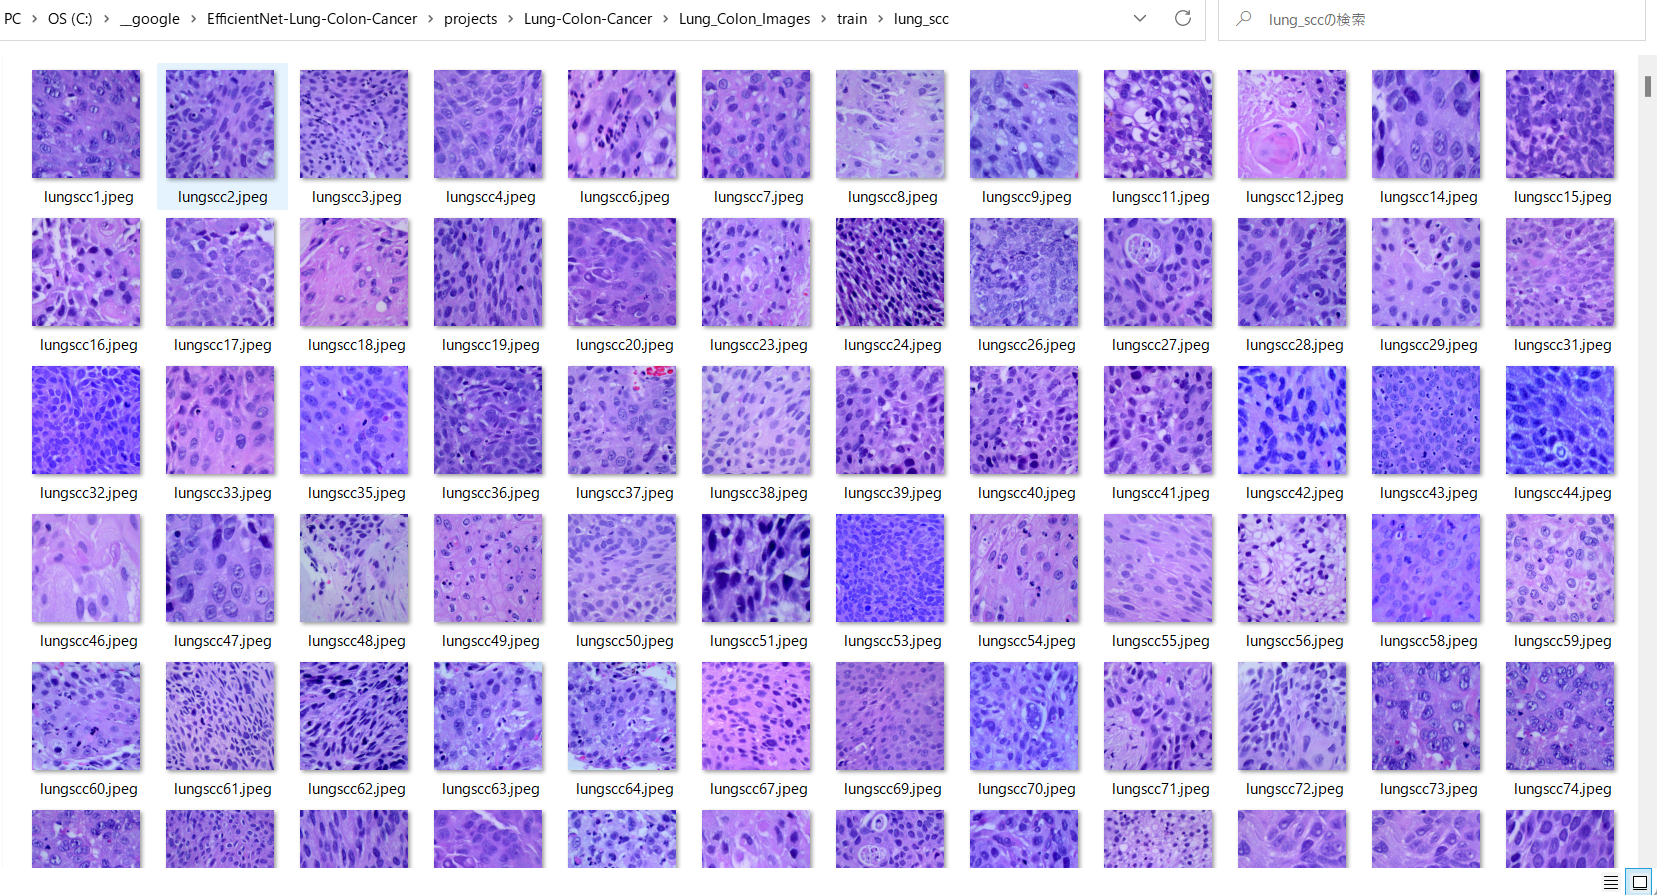 PC > OS (C:) > __google > EfficientNet-Lung-Colon-Cancer > projects > Lung-Colon-Cancer > Lung_Colon_Images > train > lung_scc
lung_sccの検索
lungscc1.jpeg lungscc2.jpeg lungscc3.jpeg lungscc4.jpeg lungscc6.jpeg lungscc7.jpeg lungscc8.jpeg lungscc9.jpeg lungscc11.jpeg lungscc12.jpeg lungscc14.jpeg lungscc15.jpeg
lungscc16.jpeg lungscc17.jpeg lungscc18.jpeg lungscc19.jpeg lungscc20.jpeg lungscc23.jpeg lungscc24.jpeg lungscc26.jpeg lungscc27.jpeg lungscc28.jpeg lungscc29.jpeg lungscc31.jpeg
lungscc32.jpeg lungscc33.jpeg lungscc35.jpeg lungscc36.jpeg lungscc37.jpeg lungscc38.jpeg lungscc39.jpeg lungscc40.jpeg lungscc41.jpeg lungscc42.jpeg lungscc43.jpeg lungscc44.jpeg
lungscc46.jpeg lungscc47.jpeg lungscc48.jpeg lungscc49.jpeg lungscc50.jpeg lungscc51.jpeg lungscc53.jpeg lungscc54.jpeg lungscc55.jpeg lungscc56.jpeg lungscc58.jpeg lungscc59.jpeg
lungscc60.jpeg lungscc61.jpeg lungscc62.jpeg lungscc63.jpeg lungscc64.jpeg lungscc67.jpeg lungscc69.jpeg lungscc70.jpeg lungscc71.jpeg lungscc72.jpeg lungscc73.jpeg lungscc74.jpeg